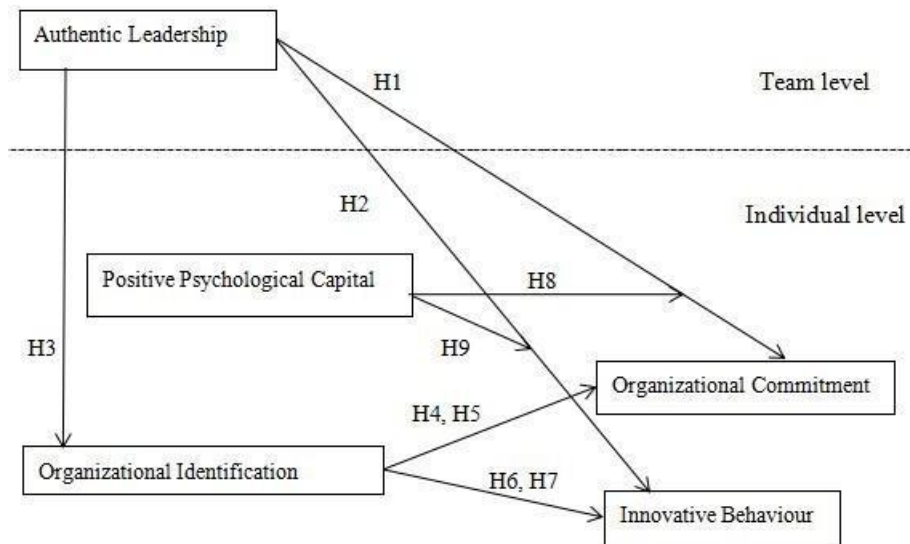 Authentic Leadership
H1
Team level
H2
Individual level
Positive Psychological Capital
H8
H3
H9
Organizational Commitment
H4, H5
Organizational Identification
H6, H7
Innovative Behaviour